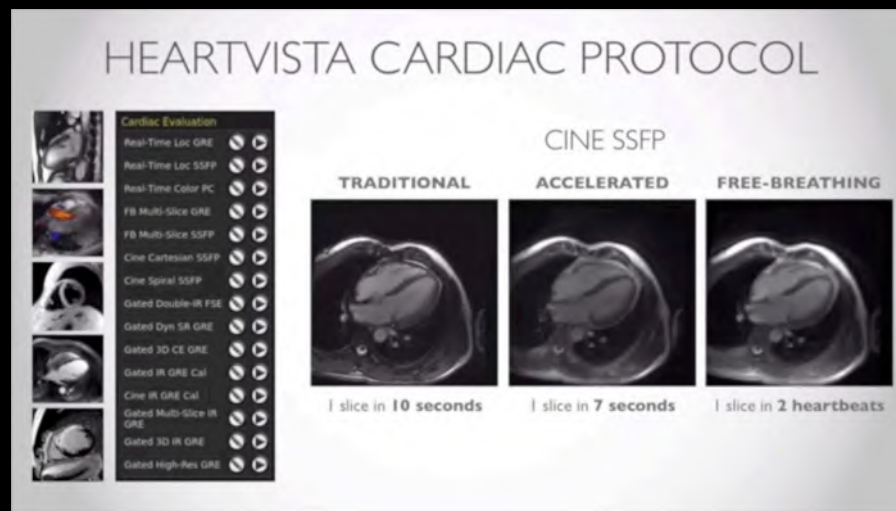 HEARTVISTA CARDIAC PROTOCOL
Cardiac Evaluation
Real-Time Loc GRE
Real-Time Loc SSFP
Real-Time Color PC
FB Multi-Slice GRE
FB Multi-Slice SSFP
Cine Cartesian SSFP
Cine Spiral SSFP
Gated Double-IR FSE
Gated Dyn SR GRE
Gated 3D CE GRE
Gated IR GRE Cal
Cine IR GRE Cal
Gated Multi-Slice IR
GRE
Gated 3D IR GRE
Gated High-Res GRE
CINE SSFP
TRADITIONAL
ACCELERATED
FREE-BREATHING
1 slice in 10 seconds
1 slice in 7 seconds
1 slice in 2 heartbeats